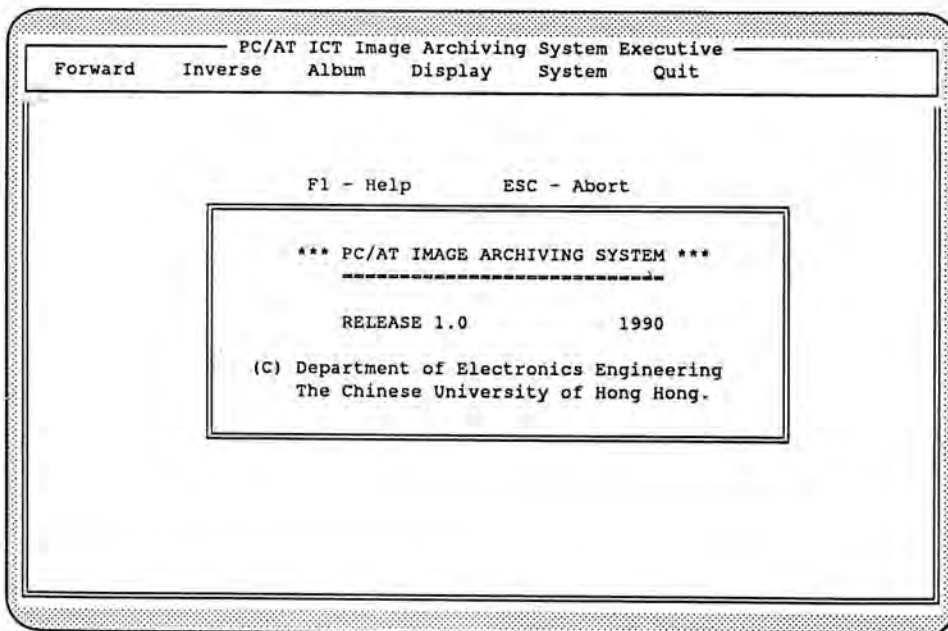 PC/AT ICT Image Archiving System Executive
Forward Inverse Album Display System Quit
F1 - Help ESC - Abort
*** PC/AT IMAGE ARCHIVING SYSTEM ***
============================
RELEASE 1.0 1990
(C) Department of Electronics Engineering
The Chinese University of Hong Hong.